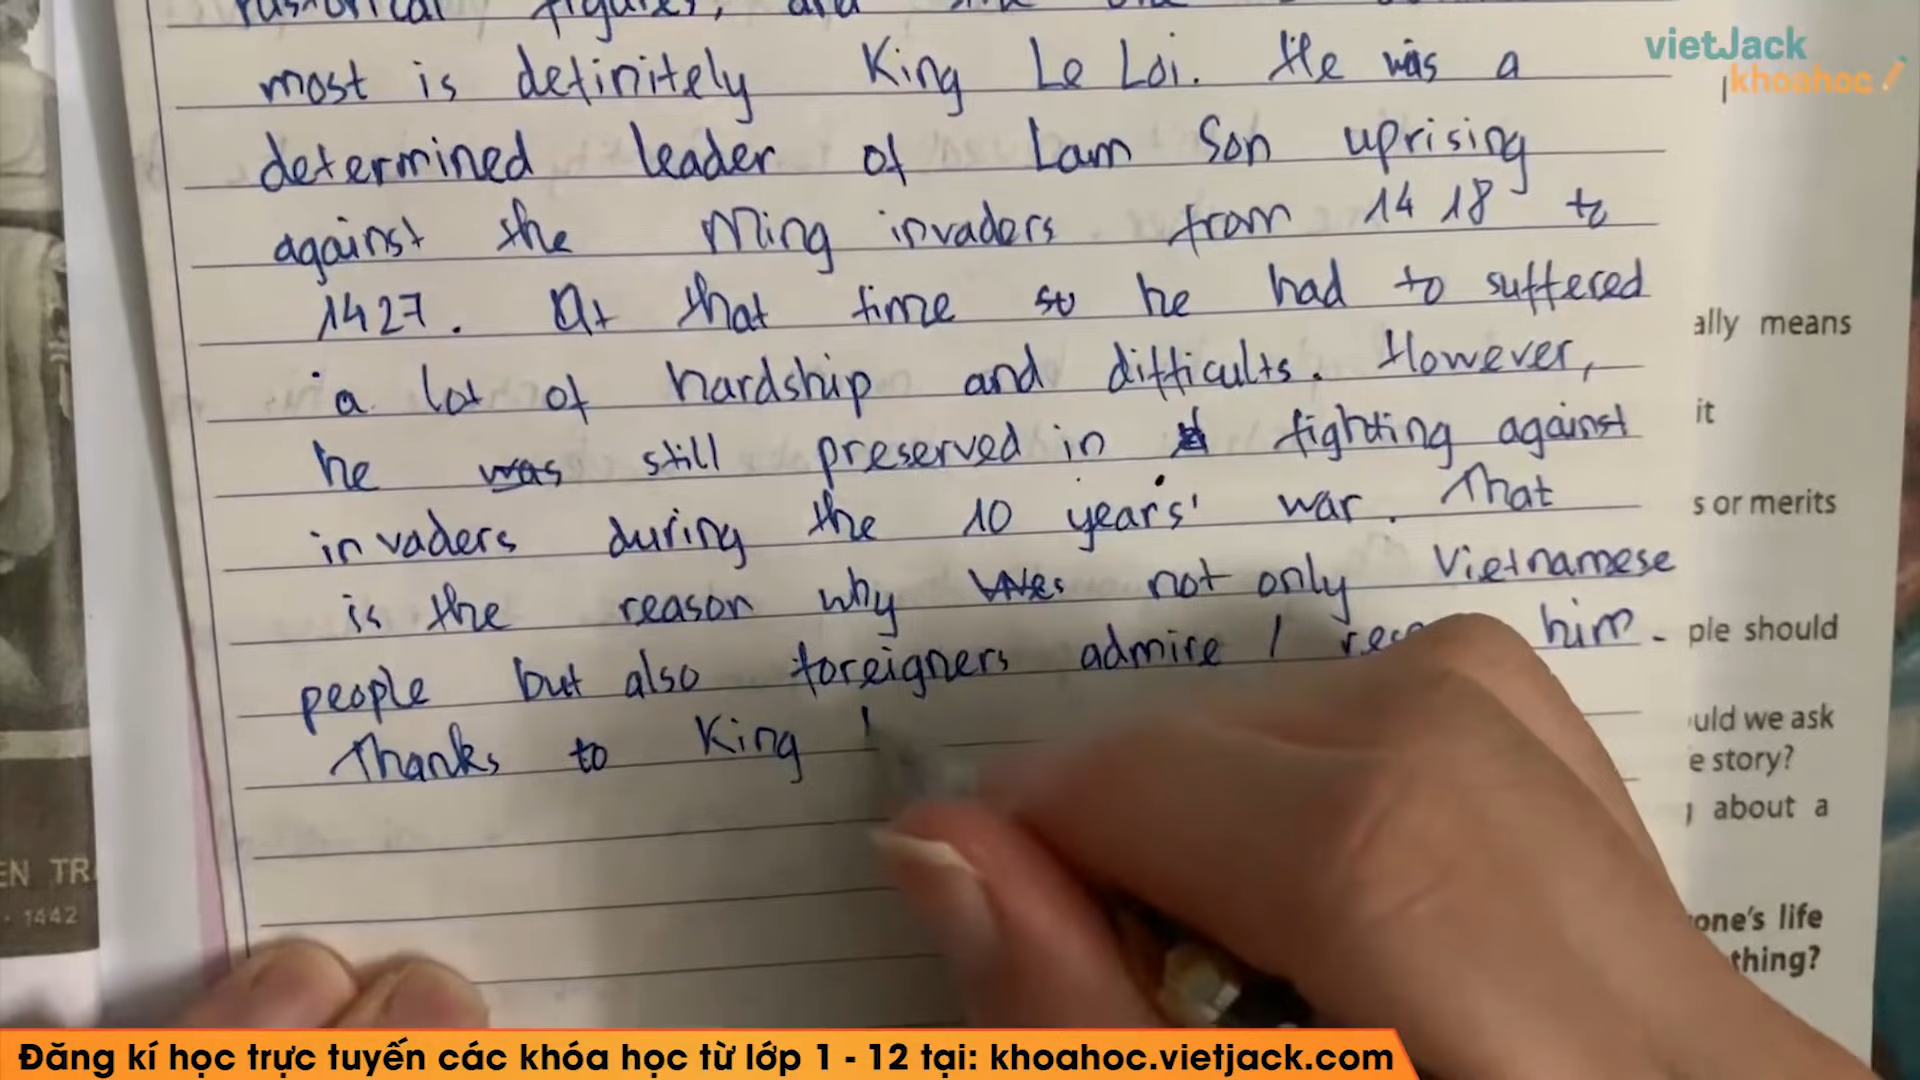 figures, and
most is definitely King Le Loi. He was a
determined leader of Lam Son uprising
against the Ming invaders from 1418 to
1427. At that time he had to suffered
a lot of hardship and difficults. However,
he was still preserved in fighting against
invaders during the 10 years' war. That
is the reason why not only Vietnamese
people but also foreigners admire / him.
Thanks to King
vietJack
khoahoc
ally means
it
s or merits
ple should
uld we ask
e story?
about a
one's life
thing?
EN TR
- 1442
Đăng kí học trực tuyến các khóa học từ lớp 1 - 12 tại: khoahoc.vietjack.com